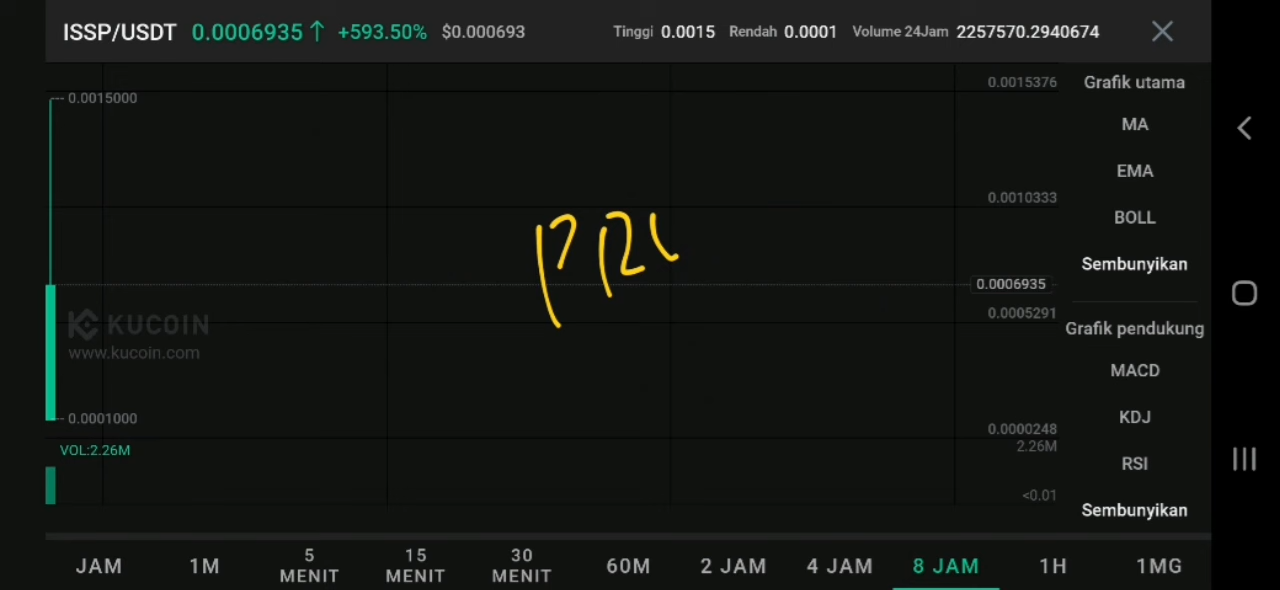 ISSP/USDT 0.0006935↑ +593.50% $0.000693 Tinggi 0.0015 Rendah 0.0001 Volume 24Jam 2257570.2940674
0.0015376 Grafik utama
0.0015000
MA
EMA
0.0010333
BOLL
Sembunyikan
0.0006935
0.0005291
KUCOIN
Grafik pendukung
www.kucoin.com
MACD
0.0001000
KDJ
0.0000248
VOL:2.26M
2.26M
RSI
<0.01
Sembunyikan
JAM 1M 5 MENIT 15 MENIT 30 MENIT 60M 2 JAM 4 JAM 8 JAM 1H 1MG